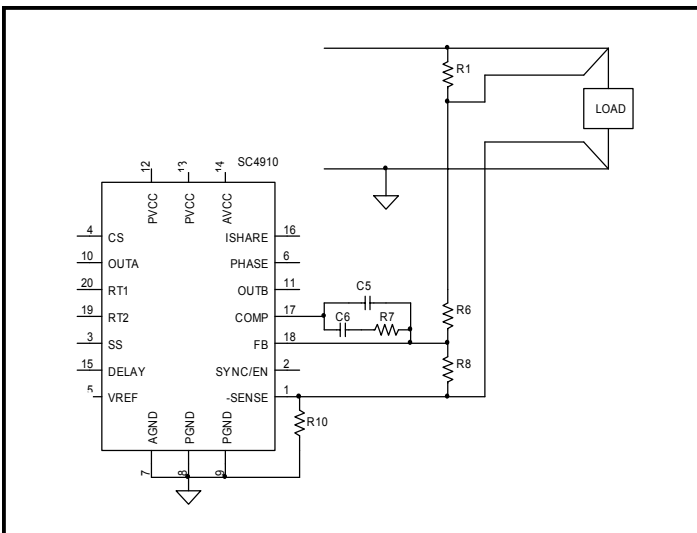 R1
LOAD
SC4910
12
13
14
PVCC
PVCC
AVCC
4
CS
ISHARE
16
10
OUTA
PHASE
6
20
RT1
OUTB
11
19
RT2
COMP
17
3
SS
FB
18
15
DELAY
SYNC/EN
2
5
VREF
-SENSE
1
C5
C6
R7
R6
R8
R10
AGND
PGND
PGND
7
8
9